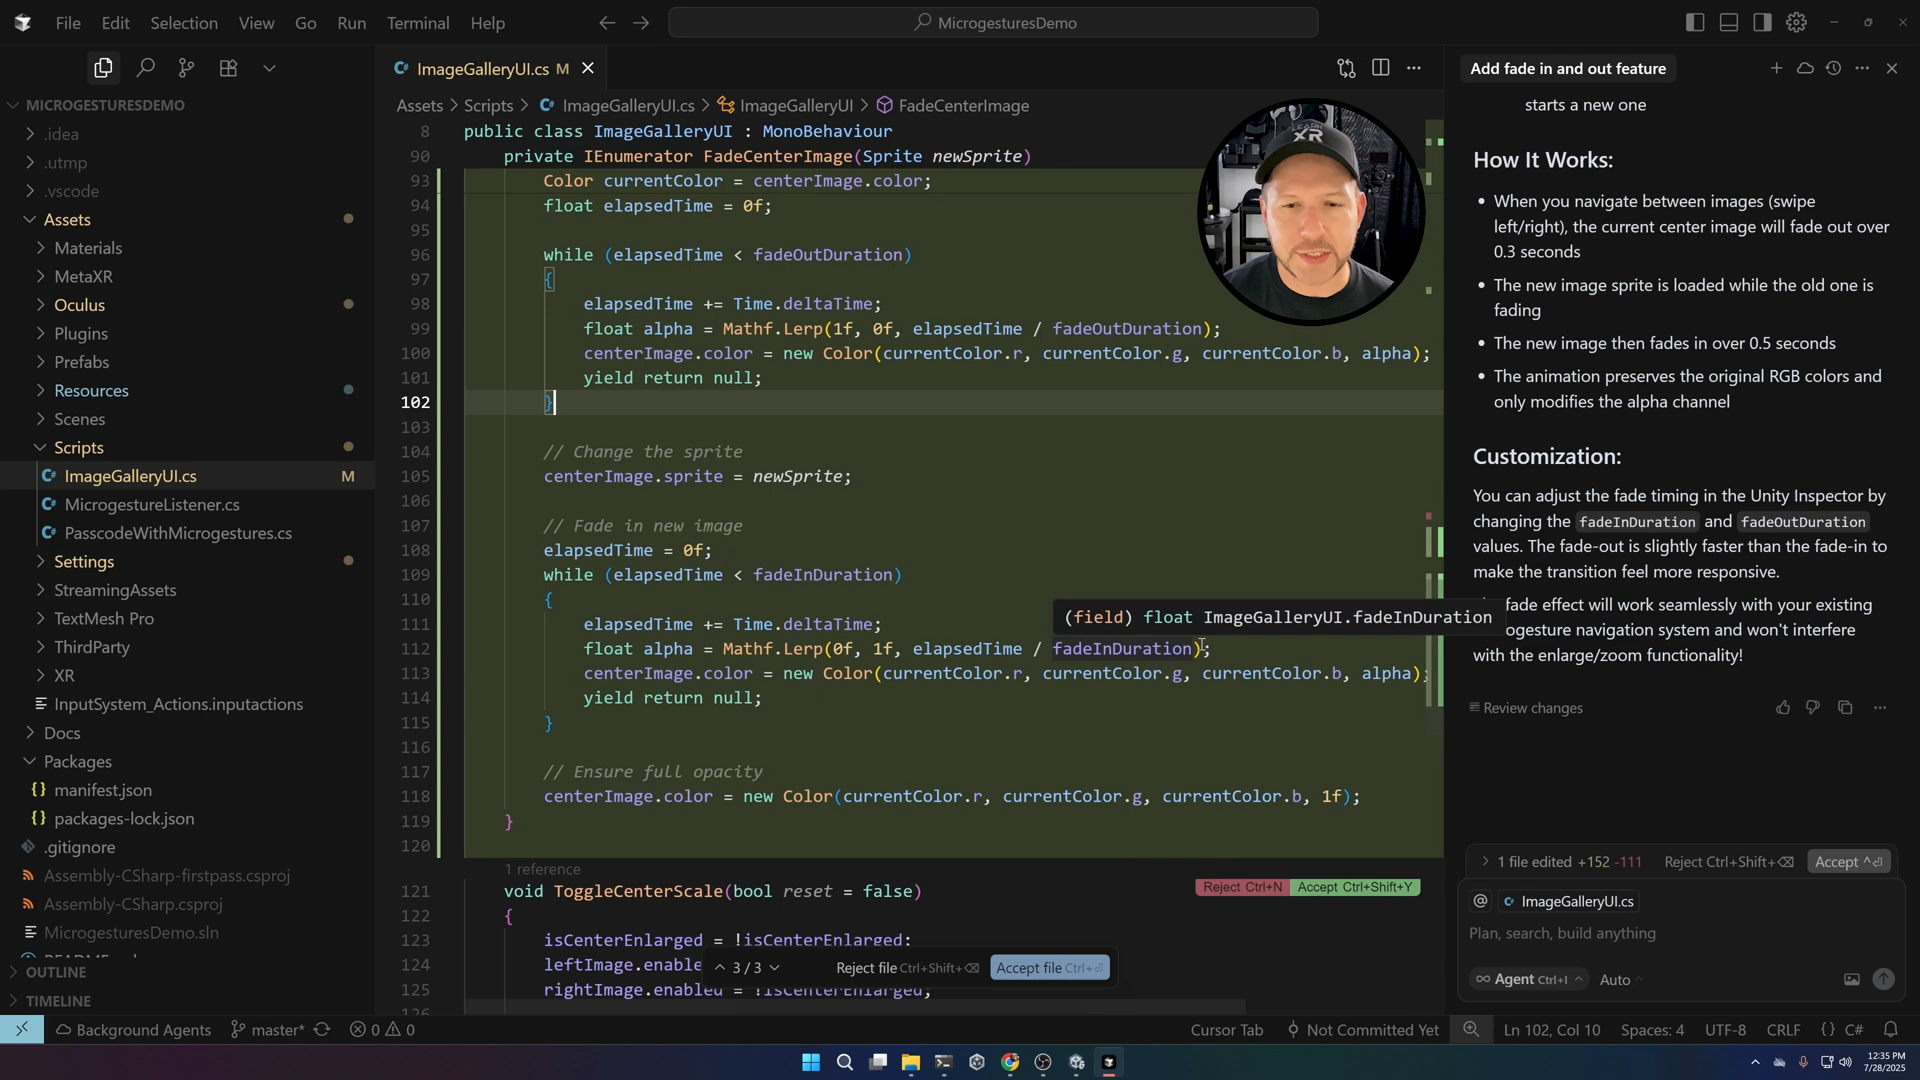 File Edit Selection View Go Run Terminal Help
MicrogesturesDemo
MICROGESTURESDEMO
.idea
.utmp
.vscode
Assets
Materials
MetaXR
Oculus
Plugins
Prefabs
Resources
Scenes
Scripts
ImageGalleryUI.cs M
MicrogestureListener.cs
PasscodeWithMicrogestures.cs
Settings
StreamingAssets
TextMesh Pro
ThirdParty
XR
InputSystem_Actions.inputactions
Docs
Packages
manifest.json
packages-lock.json
.gitignore
Assembly-CSharp-firstpass.csproj
Assembly-CSharp.csproj
MicrogesturesDemo.sln
OUTLINE
TIMELINE
ImageGalleryUI.cs M
Assets > Scripts > ImageGalleryUI.cs > ImageGalleryUI > FadeCenterImage
8 public class ImageGalleryUI : MonoBehaviour
90 private IEnumerator FadeCenterImage(Sprite newSprite)
93 Color currentColor = centerImage.color;
94 float elapsedTime = 0f;
95
96 while (elapsedTime < fadeOutDuration)
97 {
98 elapsedTime += Time.deltaTime;
99 float alpha = Mathf.Lerp(1f, 0f, elapsedTime / fadeOutDuration);
100 centerImage.color = new Color(currentColor.r, currentColor.g, currentColor.b, alpha);
101 yield return null;
102 }
103
104 // Change the sprite
105 centerImage.sprite = newSprite;
106
107 // Fade in new image
108 elapsedTime = 0f;
109 while (elapsedTime < fadeInDuration)
110 {
(field) float ImageGalleryUI.fadeInDuration
111 elapsedTime += Time.deltaTime;
112 float alpha = Mathf.Lerp(0f, 1f, elapsedTime / fadeInDuration);
113 centerImage.color = new Color(currentColor.r, currentColor.g, currentColor.b, alpha);
114 yield return null;
115 }
116
117 // Ensure full opacity
118 centerImage.color = new Color(currentColor.r, currentColor.g, currentColor.b, 1f);
119 }
120
1 reference
121 void ToggleCenterScale(bool reset = false)
Reject Ctrl+N Accept Ctrl+Shift+Y
122 {
123 isCenterEnlarged = !isCenterEnlarged;
124 leftImage.enable
125 rightImage.enabled = !isCenterEnlarged;
126
3 / 3 Reject file Ctrl+Shift+⌫ Accept file Ctrl+⏎
XR
Add fade in and out feature
starts a new one
How It Works:
• When you navigate between images (swipe
left/right), the current center image will fade out over
0.3 seconds
• The new image sprite is loaded while the old one is
fading
• The new image then fades in over 0.5 seconds
• The animation preserves the original RGB colors and
only modifies the alpha channel
Customization:
You can adjust the fade timing in the Unity Inspector by
changing the fadeInDuration and fadeOutDuration
values. The fade-out is slightly faster than the fade-in to
make the transition feel more responsive.
fade effect will work seamlessly with your existing
ogesture navigation system and won't interfere
with the enlarge/zoom functionality!
Review changes
1 file edited +152 -111 Reject Ctrl+Shift+⌫ Accept ^⏎
@ ImageGalleryUI.cs
Plan, search, build anything
∞ Agent Ctrl+I Auto
Background Agents master* 0 0 Cursor Tab Not Committed Yet Ln 102, Col 10 Spaces: 4 UTF-8 CRLF {} C#
12:35 PM
7/28/2025